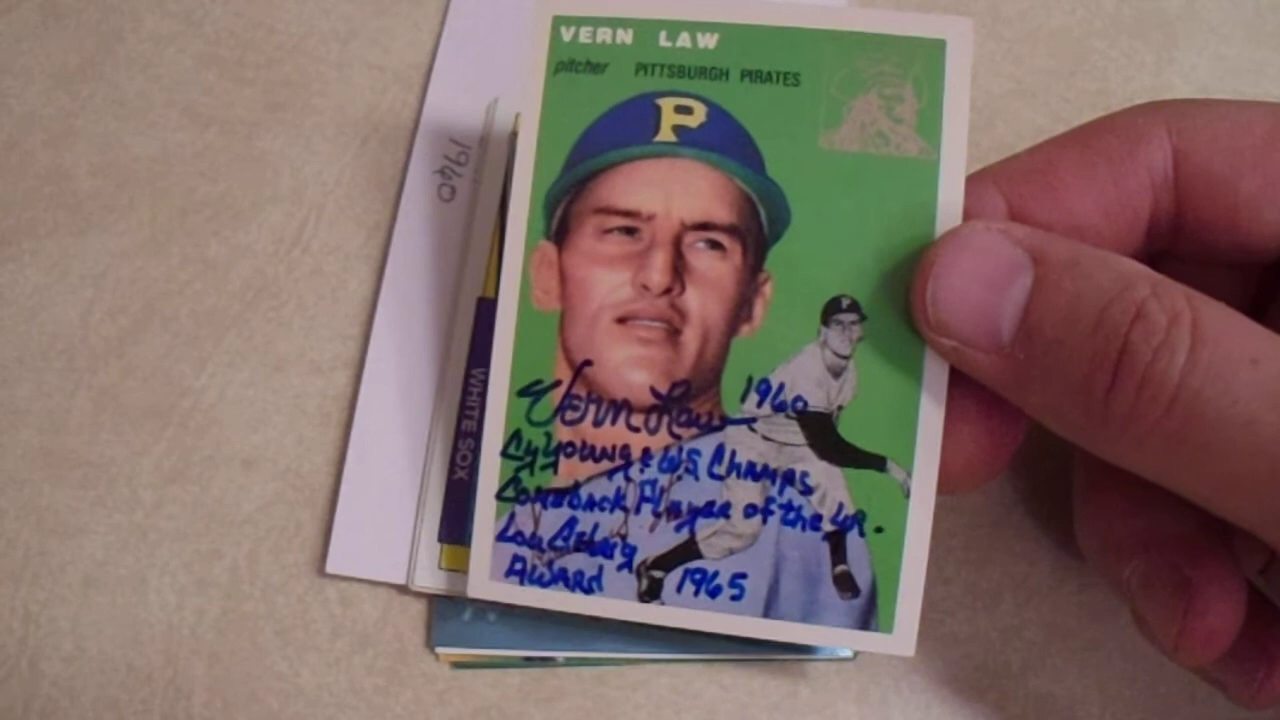 VERN LAW
pitcher PITTSBURGH PIRATES
P
P
1960
WHITE SOX
Vern Law 1960
Cy Young & W.S. Champs
Comeback Player of the YR.
Lou Gehrig
AWARD 1965